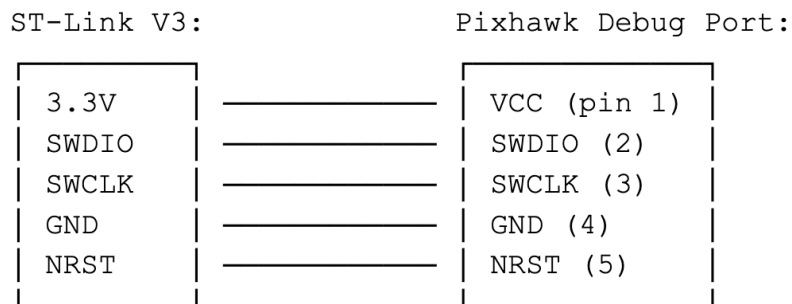 ST-Link V3: Pixhawk Debug Port:
3.3V VCC (pin 1)
SWDIO SWDIO (2)
SWCLK SWCLK (3)
GND GND (4)
NRST NRST (5)